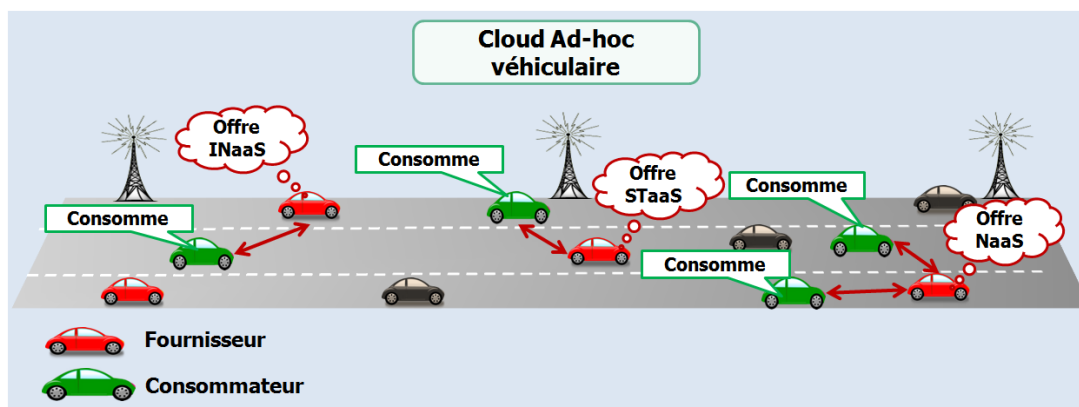 Cloud Ad-hoc
véhiculaire
Offre
INaaS
Consomme
Offre
STaaS
Consomme
Consomme
Offre
NaaS
Consomme
Fournisseur
Consommateur